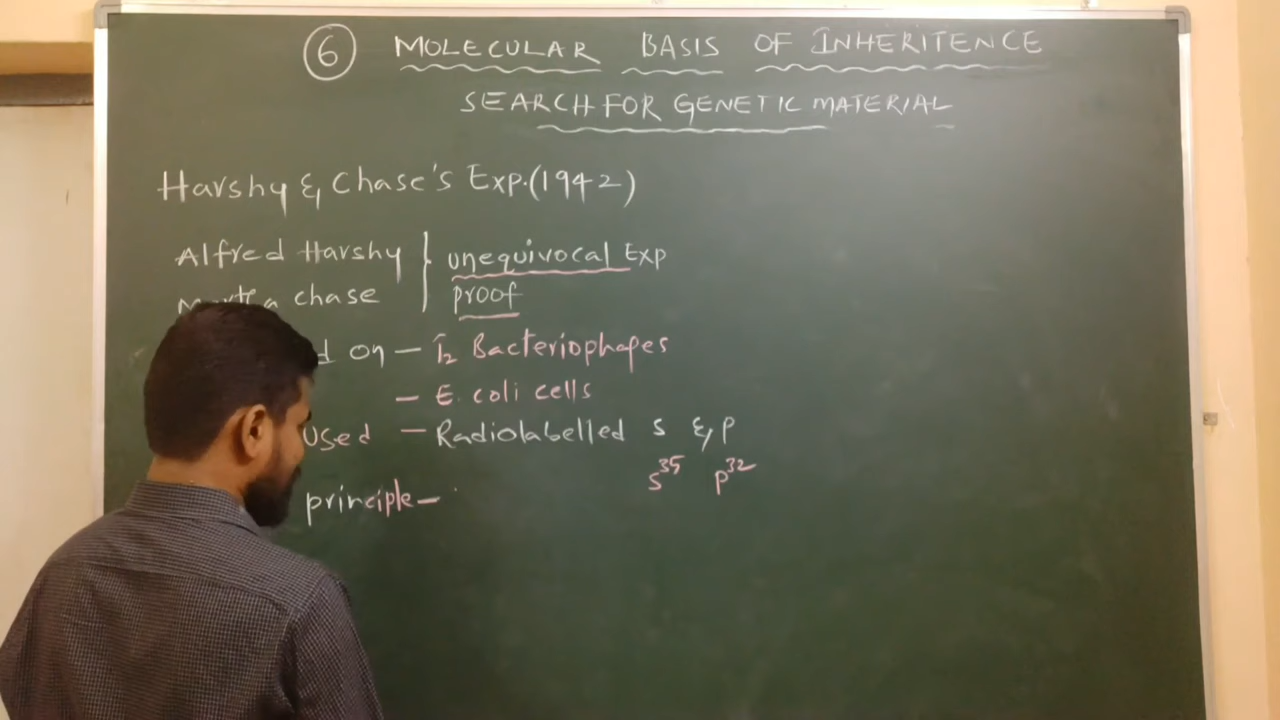 6 MOLECULAR BASIS OF INHERITENCE
SEARCH FOR GENETIC MATERIAL
Harshy & Chase's Exp. (1942)
Alfred Harshy } unequivocal Exp
chase proof
on – T2 Bacteriophages
– E. coli cells
Used – Radiolabelled S & P
S35 P32
principle –